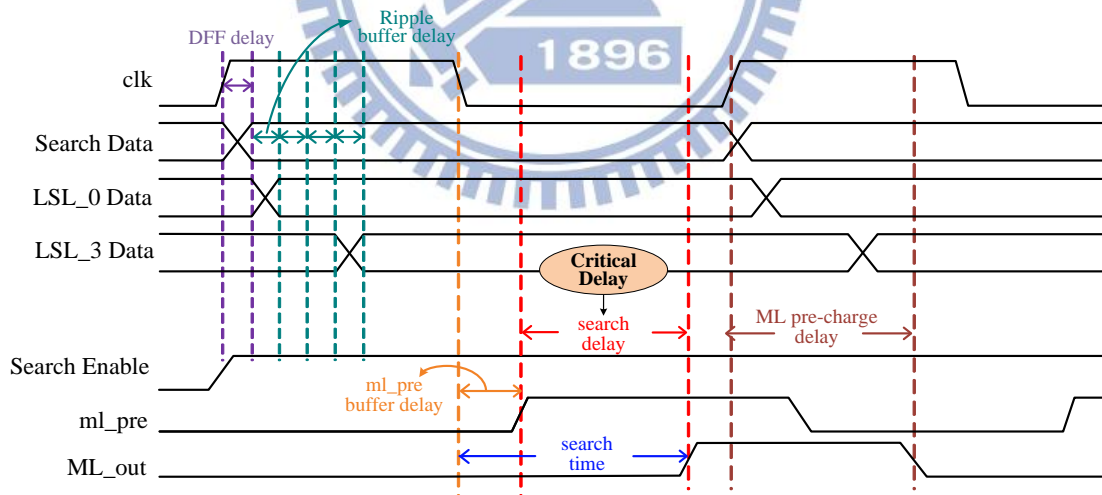 Ripple
buffer delay
DFF delay
1896
clk
Search Data
LSL_0 Data
LSL_3 Data
Critical
Delay
search
delay
ML pre-charge
delay
Search Enable
ml_pre
buffer delay
ml_pre
search
time
ML_out